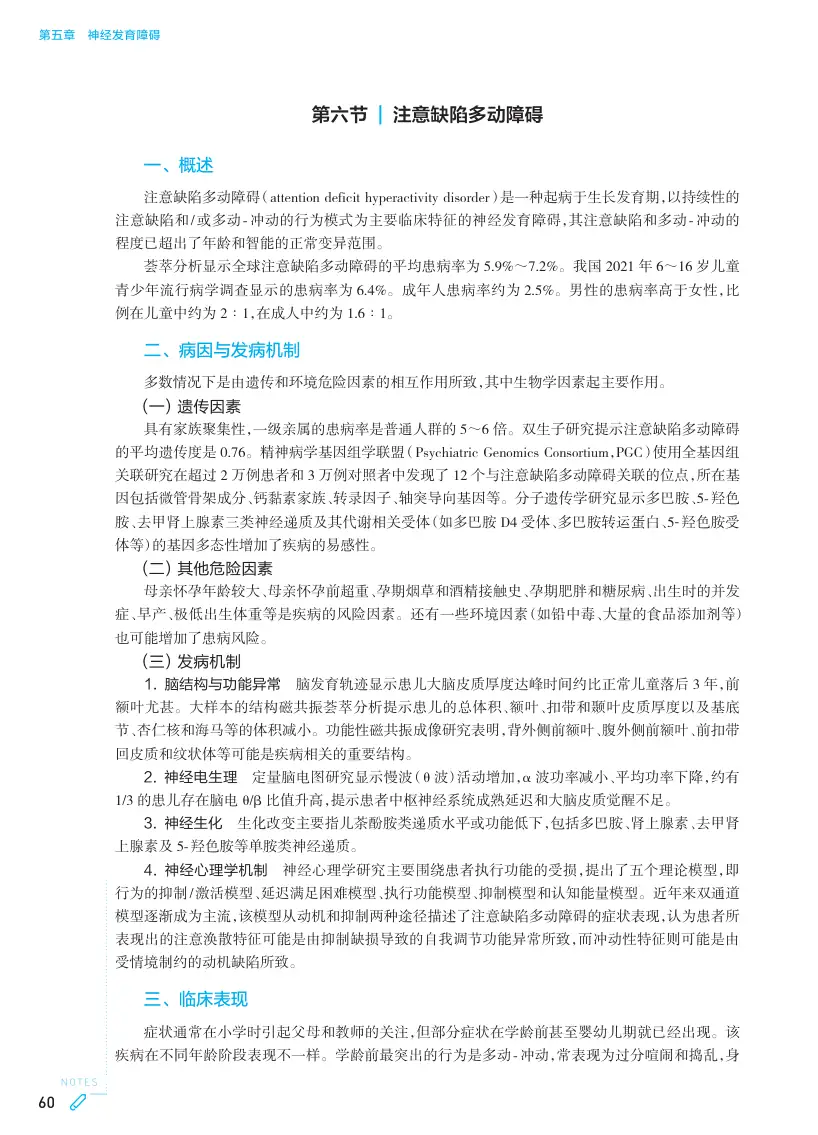 第五章 神经发育障碍
第六节 | 注意缺陷多动障碍
一、概述
注意缺陷多动障碍（attention deficit hyperactivity disorder）是一种起病于生长发育期，以持续性的
注意缺陷和/或多动-冲动的行为模式为主要临床特征的神经发育障碍，其注意缺陷和多动-冲动的
程度已超出了年龄和智能的正常变异范围。
荟萃分析显示全球注意缺陷多动障碍的平均患病率为 5.9%～7.2%。我国 2021 年 6～16 岁儿童
青少年流行病学调查显示的患病率为 6.4%。成年人患病率约为 2.5%。男性的患病率高于女性，比
例在儿童中约为 2∶1，在成人中约为 1.6∶1。
二、病因与发病机制
多数情况下是由遗传和环境危险因素的相互作用所致，其中生物学因素起主要作用。
（一）遗传因素
具有家族聚集性，一级亲属的患病率是普通人群的 5～6 倍。双生子研究提示注意缺陷多动障碍
的平均遗传度是 0.76。精神病学基因组学联盟（Psychiatric Genomics Consortium，PGC）使用全基因组
关联研究在超过 2 万例患者和 3 万例对照者中发现了 12 个与注意缺陷多动障碍关联的位点，所在基
因包括微管骨架成分、钙黏素家族、转录因子、轴突导向基因等。分子遗传学研究显示多巴胺、5-羟色
胺、去甲肾上腺素三类神经递质及其代谢相关受体（如多巴胺 D4 受体、多巴胺转运蛋白、5-羟色胺受
体等）的基因多态性增加了疾病的易感性。
（二）其他危险因素
母亲怀孕年龄较大、母亲怀孕前超重、孕期烟草和酒精接触史、孕期肥胖和糖尿病、出生时的并发
症、早产、极低出生体重等是疾病的风险因素。还有一些环境因素（如铅中毒、大量的食品添加剂等）
也可能增加了患病风险。
（三）发病机制
1. 脑结构与功能异常 脑发育轨迹显示患儿大脑皮质厚度达峰时间约比正常儿童落后 3 年，前
额叶尤甚。大样本的结构磁共振荟萃分析提示患儿的总体积、额叶、扣带和颞叶皮质厚度以及基底
节、杏仁核和海马等的体积减小。功能性磁共振成像研究表明，背外侧前额叶、腹外侧前额叶、前扣带
回皮质和纹状体等可能是疾病相关的重要结构。
2. 神经电生理 定量脑电图研究显示慢波（θ 波）活动增加，α 波功率减小、平均功率下降，约有
1/3 的患儿存在脑电 θ/β 比值升高，提示患者中枢神经系统成熟延迟和大脑皮质觉醒不足。
3. 神经生化 生化改变主要指儿茶酚胺类递质水平或功能低下，包括多巴胺、肾上腺素、去甲肾
上腺素及 5-羟色胺等单胺类神经递质。
4. 神经心理学机制 神经心理学研究主要围绕患者执行功能的受损，提出了五个理论模型，即
行为的抑制/激活模型、延迟满足困难模型、执行功能模型、抑制模型和认知能量模型。近年来双通道
模型逐渐成为主流，该模型从动机和抑制两种途径描述了注意缺陷多动障碍的症状表现，认为患者所
表现出的注意涣散特征可能是由抑制缺损导致的自我调节功能异常所致，而冲动性特征则可能是由
受情境制约的动机缺陷所致。
三、临床表现
症状通常在小学时引起父母和教师的关注，但部分症状在学龄前甚至婴幼儿期就已经出现。该
疾病在不同年龄阶段表现不一样。学龄前最突出的行为是多动-冲动，常表现为过分喧闹和捣乱，身
NOTES
60